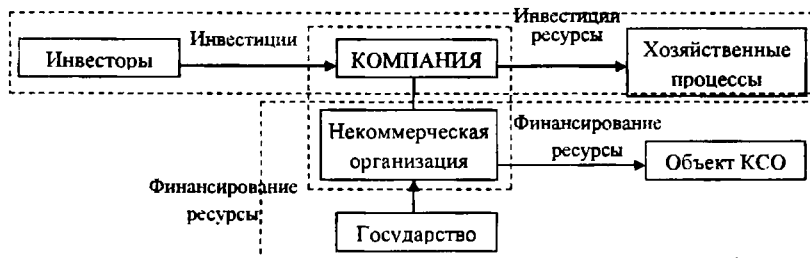 Инвестиции
ресурсы
Инвестиции
Инвесторы
КОМПАНИЯ
Хозяйственные
процессы
Некоммерческая
организация
Финансирование
ресурсы
Объект КСО
Финансирование
ресурсы
Государство